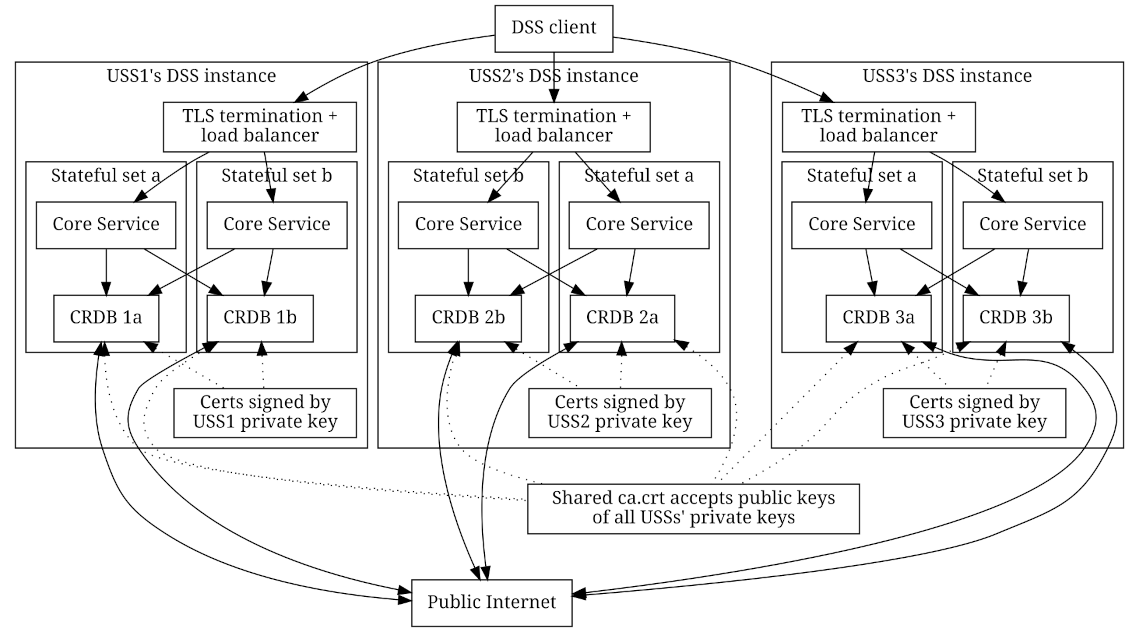 DSS client
USS1's DSS instance
USS2's DSS instance
USS3's DSS instance
TLS termination +
load balancer
TLS termination +
load balancer
TLS termination +
load balancer
Stateful set a
Stateful set b
Stateful set b
Stateful set a
Stateful set a
Stateful set b
Core Service
Core Service
Core Service
Core Service
Core Service
Core Service
CRDB 1a
CRDB 1b
CRDB 2b
CRDB 2a
CRDB 3a
CRDB 3b
Certs signed by
USS1 private key
Certs signed by
USS2 private key
Certs signed by
USS3 private key
Shared ca.crt accepts public keys
of all USSs' private keys
Public Internet